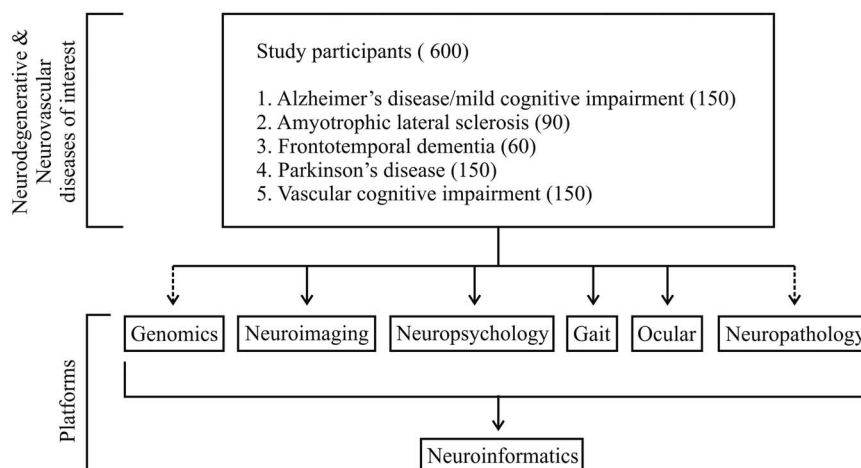 Neurodegenerative &
Neurovascular
diseases of interest
Study participants ( 600)
1. Alzheimer's disease/mild cognitive impairment (150)
2. Amyotrophic lateral sclerosis (90)
3. Frontotemporal dementia (60)
4. Parkinson's disease (150)
5. Vascular cognitive impairment (150)
Platforms
Genomics
Neuroimaging
Neuropsychology
Gait
Ocular
Neuropathology
Neuroinformatics